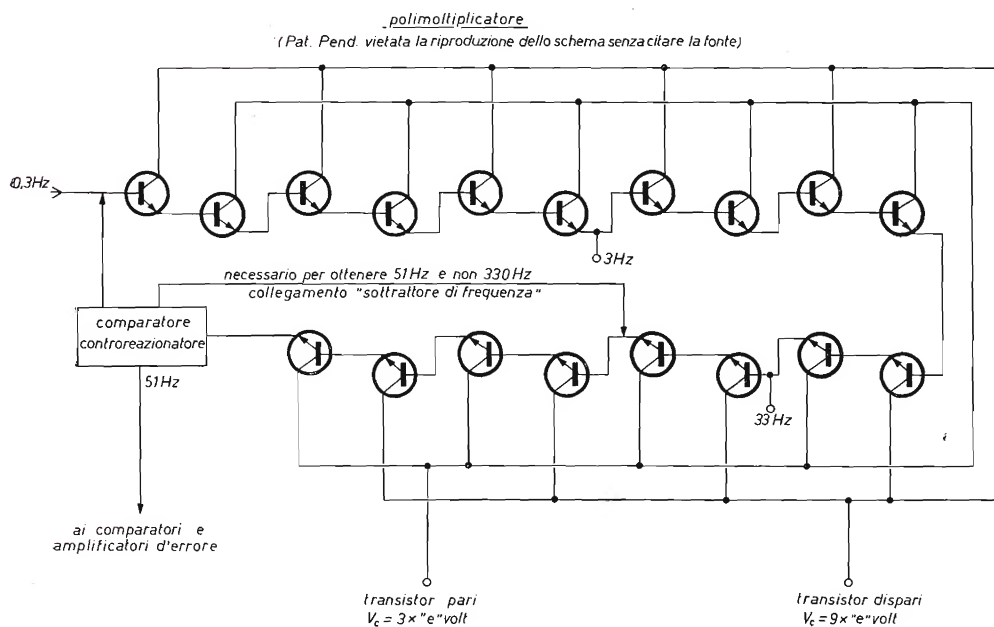 polimoltiplicatore
(Pat. Pend. vietata la riproduzione dello schema senza citare la fonte)
0,3Hz
3Hz
necessario per ottenere 51Hz e non 330Hz
collegamento "sottrattore di frequenza"
comparatore
controreazionatore
51Hz
33Hz
ai comparatori e
amplificatori d'errore
transistor pari
Vc = 3 × "e" volt
transistor dispari
Vc = 9 × "e" volt